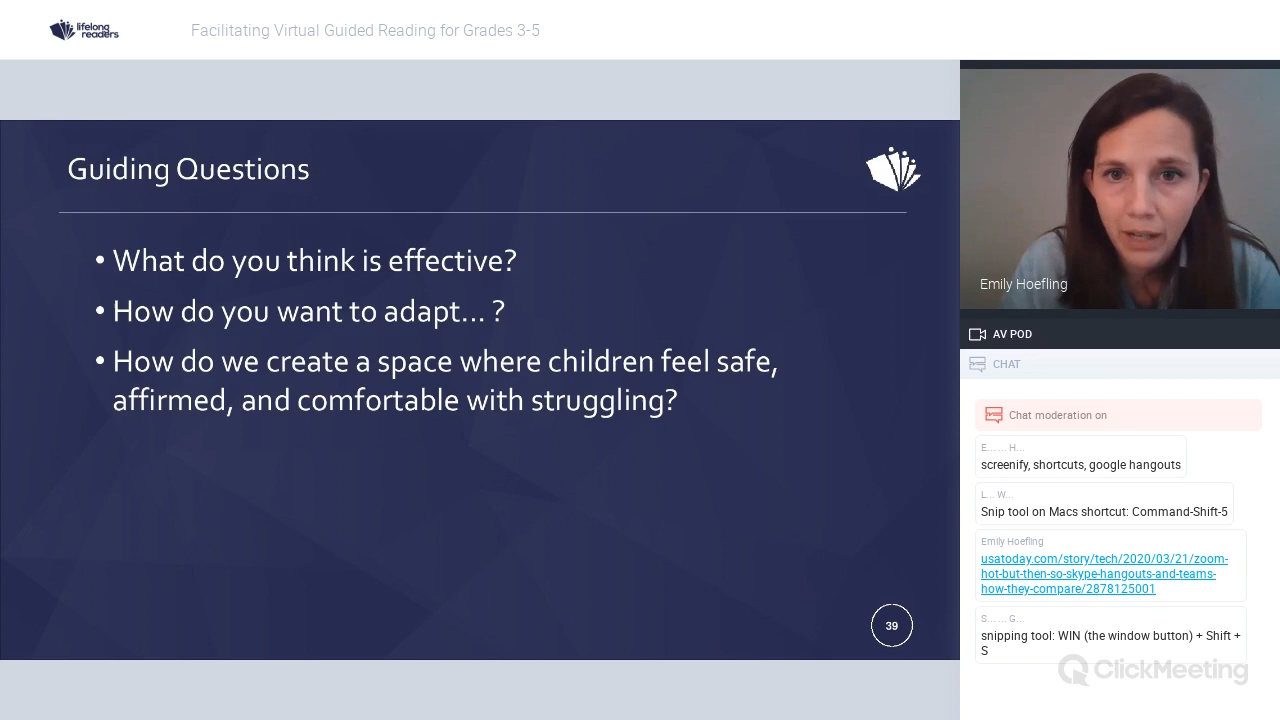 lifelong
readers
Facilitating Virtual Guided Reading for Grades 3-5
Guiding Questions
• What do you think is effective?
• How do you want to adapt... ?
• How do we create a space where children feel safe,
affirmed, and comfortable with struggling?
39
Emily Hoefling
AV POD
CHAT
Chat moderation on
E... ... H...
screenify, shortcuts, google hangouts
L... W...
Snip tool on Macs shortcut: Command-Shift-5
Emily Hoefling
usatoday.com/story/tech/2020/03/21/zoom-
hot-but-then-so-skype-hangouts-and-teams-
how-they-compare/2878125001
S... ... G...
snipping tool: WIN (the window button) + Shift +
S
ClickMeeting